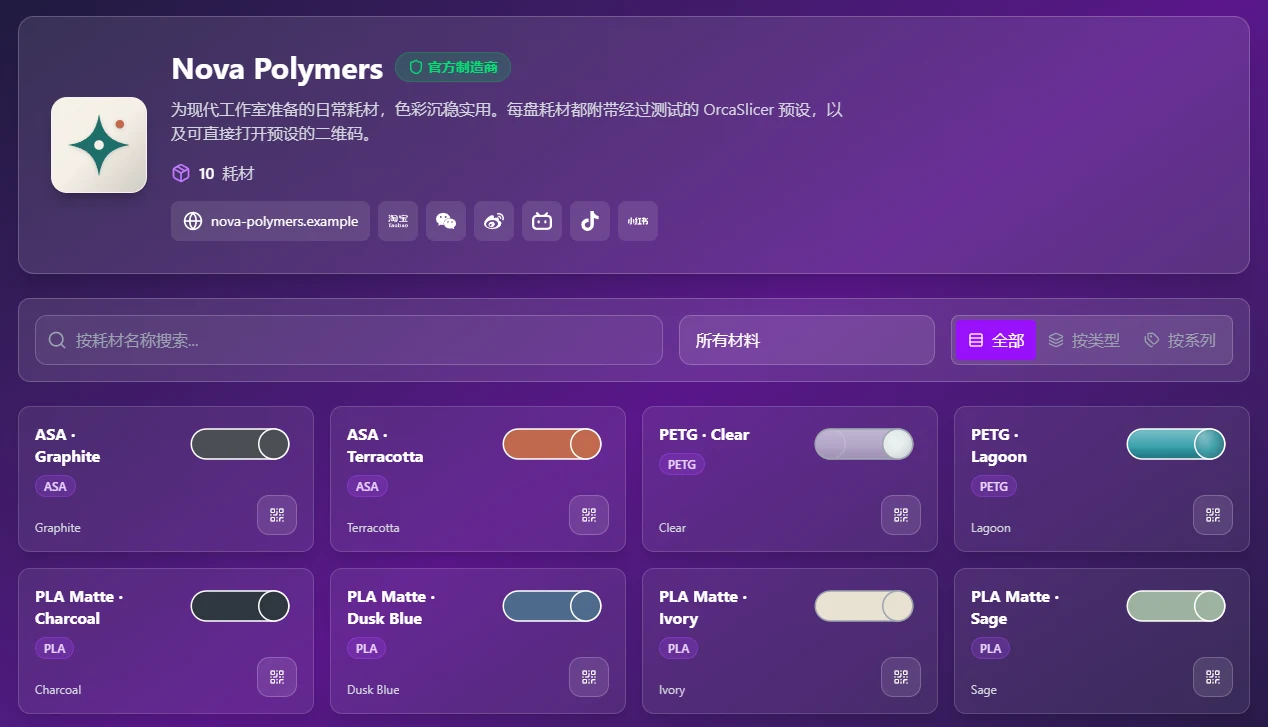 Nova Polymers
官方制造商
为现代工作室准备的日常耗材，色彩沉稳实用。每盘耗材都附带经过测试的 OrcaSlicer 预设，以
及可直接打开预设的二维码。
10 耗材
nova-polymers.example
淘宝
Taobao
小红书
按耗材名称搜索...
所有材料
全部
按类型
按系列
ASA ·
Graphite
ASA
Graphite
ASA ·
Terracotta
ASA
Terracotta
PETG · Clear
PETG
Clear
PETG ·
Lagoon
PETG
Lagoon
PLA Matte ·
Charcoal
PLA
Charcoal
PLA Matte ·
Dusk Blue
PLA
Dusk Blue
PLA Matte ·
Ivory
PLA
Ivory
PLA Matte ·
Sage
PLA
Sage